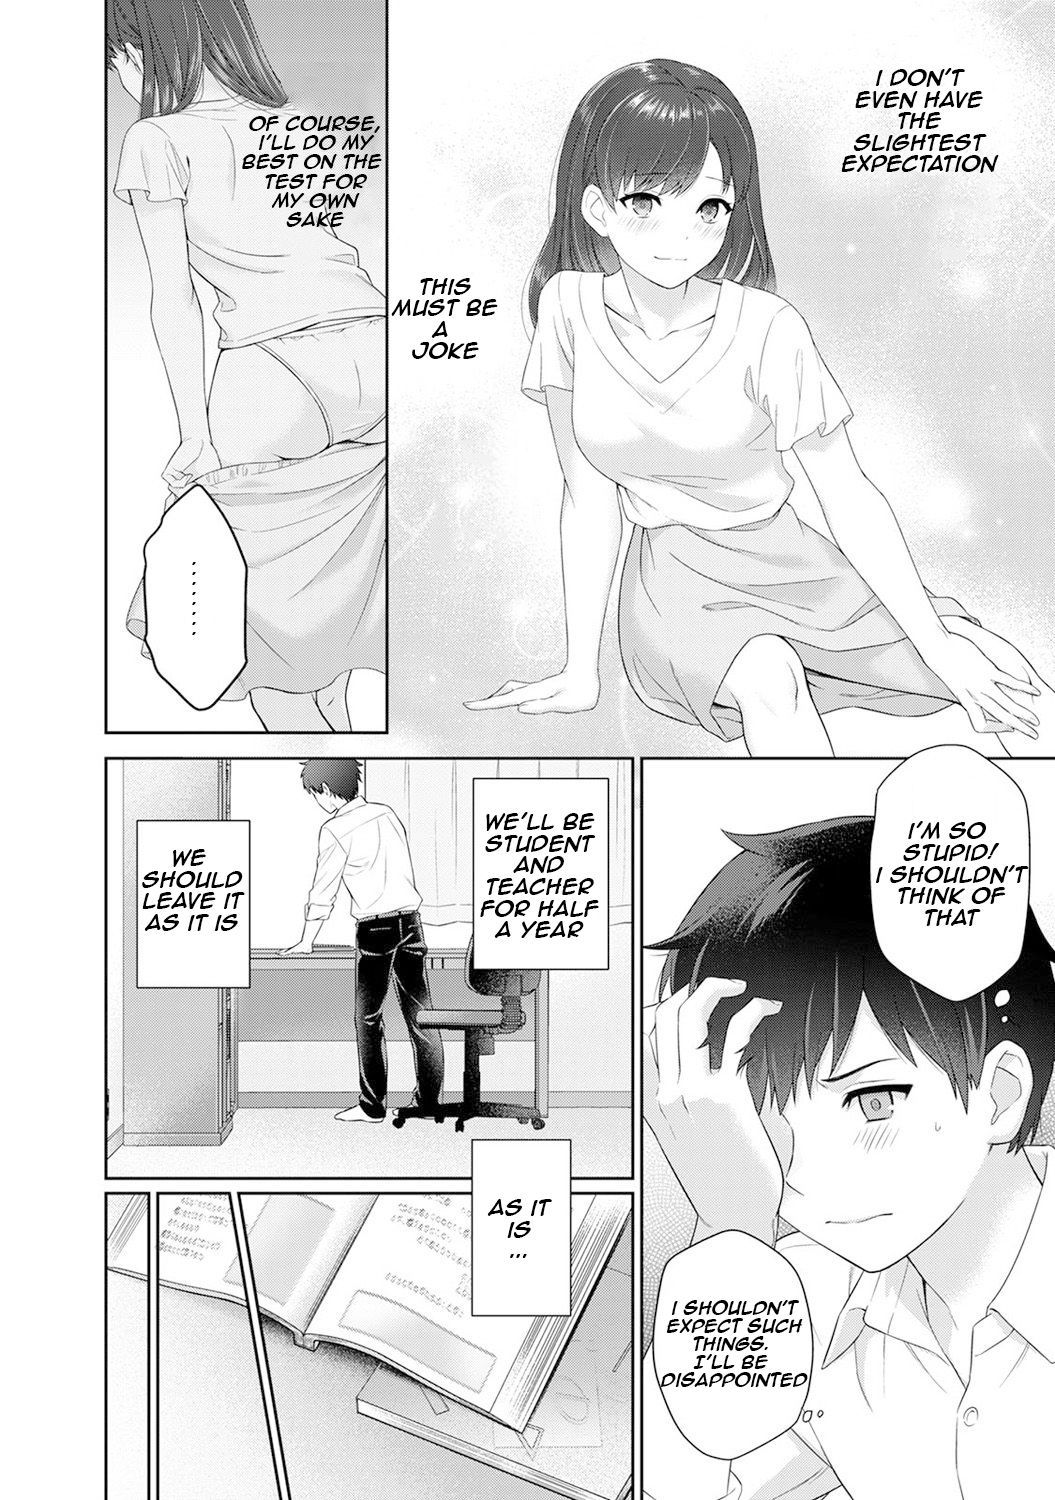 I DON'T
EVEN HAVE
THE
SLIGHTEST
EXPECTATION
THIS
MUST BE
A
JOKE
OF COURSE,
I'LL DO MY
BEST ON THE
TEST FOR
MY OWN
SAKE
.........
I'M SO
STUPID!
I SHOULDN'T
THINK OF
THAT
I SHOULDN'T
EXPECT SUCH
THINGS.
I'LL BE
DISAPPOINTED
WE'LL BE
STUDENT
AND
TEACHER
FOR HALF
A YEAR
WE
SHOULD
LEAVE IT
AS IT IS
AS IT
IS
...